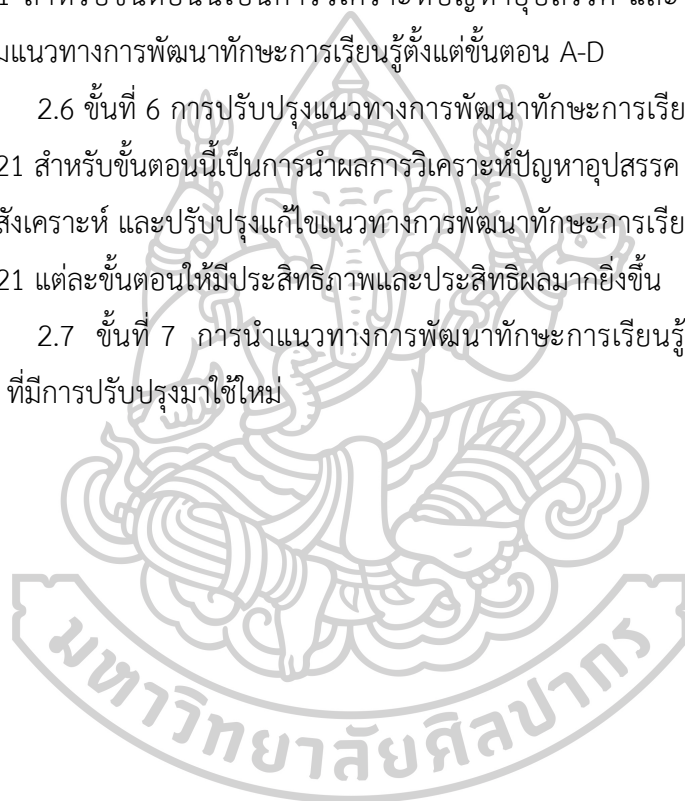 1 สำหรับขั้นตอนนี้เป็นการวิเคราะห์ปัญหาอุปสรรค และ
มแนวทางการพัฒนาทักษะการเรียนรู้ตั้งแต่ขั้นตอน A-D
2.6 ขั้นที่ 6 การปรับปรุงแนวทางการพัฒนาทักษะการเรีย
21 สำหรับขั้นตอนนี้เป็นการนำผลการวิเคราะห์ปัญหาอุปสรรค
สังเคราะห์ และปรับปรุงแก้ไขแนวทางการพัฒนาทักษะการเรีย
21 แต่ละขั้นตอนให้มีประสิทธิภาพและประสิทธิผลมากยิ่งขึ้น
2.7 ขั้นที่ 7 การนำแนวทางการพัฒนาทักษะการเรียนรู้
ที่มีการปรับปรุงมาใช้ใหม่
มหาวิทยาลัยศิลปากร